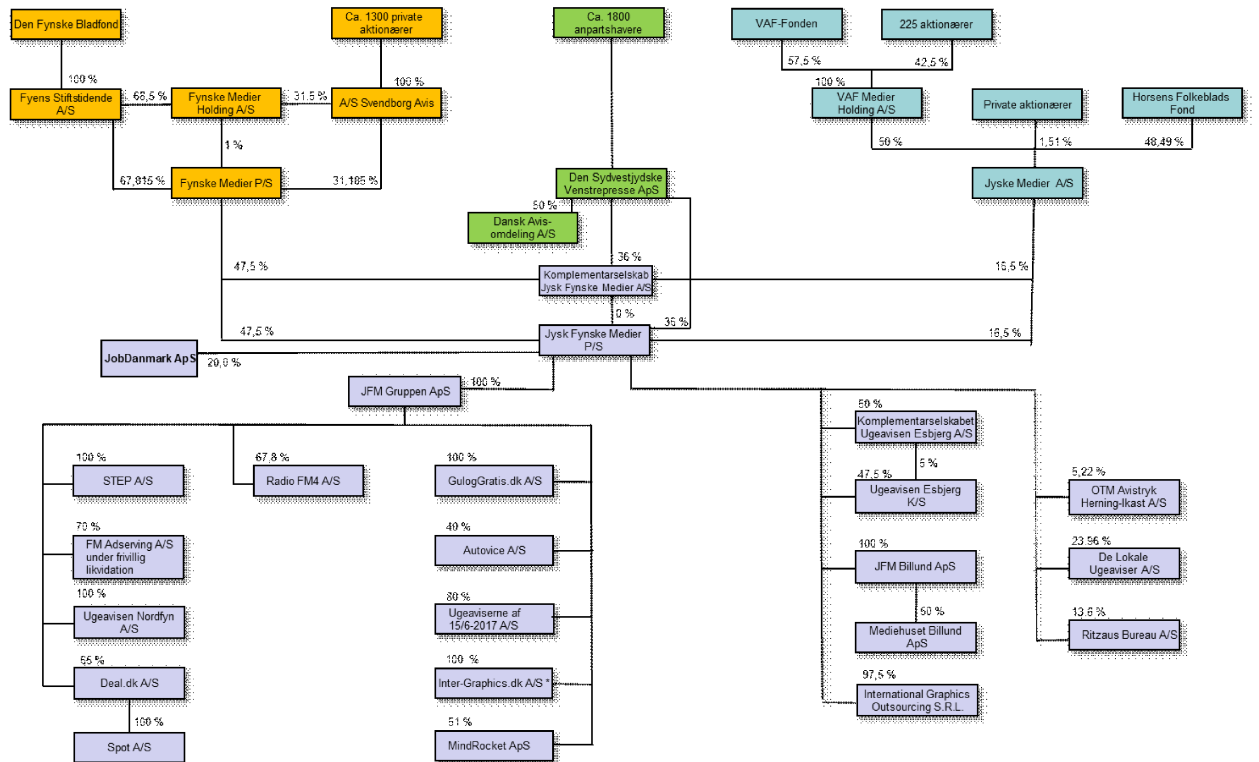 Den Fynske Bladfond
Ca. 1300 private
aktionærer
Ca. 1800
anpartshavere
VAF-Fonden
225 aktionærer
57,5 %
42,5 %
100 %
100 %
100 %
Fyens Stiftstidende
A/S
68,5 %
Fynske Medier
Holding A/S
31,5 %
A/S Svendborg Avis
VAF Medier
Holding A/S
Private aktionærer
Horsens Folkeblads
Fond
1 %
50 %
1,51 %
48,49 %
67,815 %
Fynske Medier P/S
31,185 %
Den Sydvestjydske
Venstrepresse ApS
Jyske Medier A/S
50 %
Dansk Avis-
omdeling A/S
36 %
47,5 %
Komplementarselskab
Jysk Fynske Medier A/S
16,5 %
0 %
36 %
47,5 %
Jysk Fynske Medier
P/S
16,5 %
JobDanmark ApS
20,0 %
JFM Gruppen ApS
100 %
50 %
Komplementarselskabet
Ugeavisen Esbjerg A/S
5 %
100 %
STEP A/S
67,8 %
Radio FM4 A/S
100 %
GulogGratis.dk A/S
47,5 %
Ugeavisen Esbjerg
K/S
5,22 %
OTM Avistryk
Herning-Ikast A/S
70 %
FM Adserving A/S
under frivillig
likvidation
40 %
Autovice A/S
100 %
JFM Billund ApS
23,96 %
De Lokale
Ugeaviser A/S
100 %
Ugeavisen Nordfyn
A/S
80 %
Ugeaviserne af
15/6-2017 A/S
50 %
Mediehuset Billund
ApS
13,6 %
Ritzaus Bureau A/S
65 %
Deal.dk A/S
100 %
Inter-Graphics.dk A/S *
97,5 %
International Graphics
Outsourcing S.R.L.
100 %
Spot A/S
51 %
MindRocket ApS